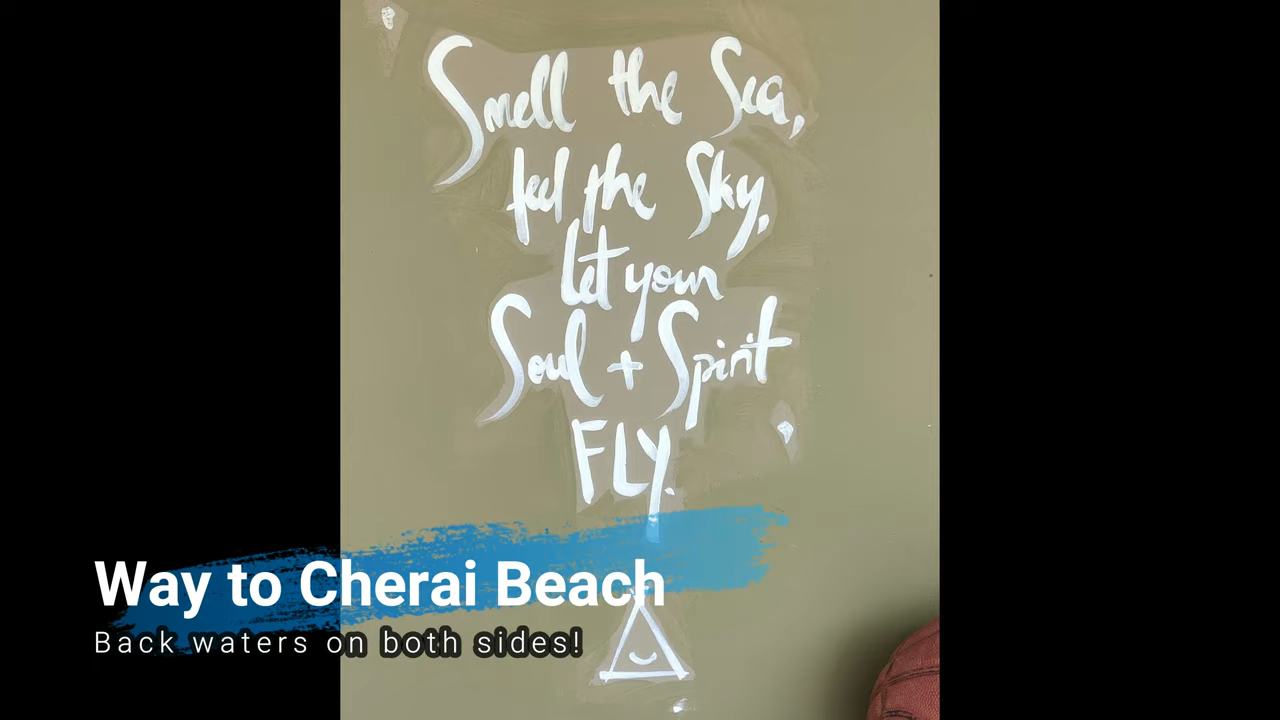 Smell the Sea,
feel the Sky,
let your
Soul + Spirit
FLY.
Way to Cherai Beach
Back waters on both sides!